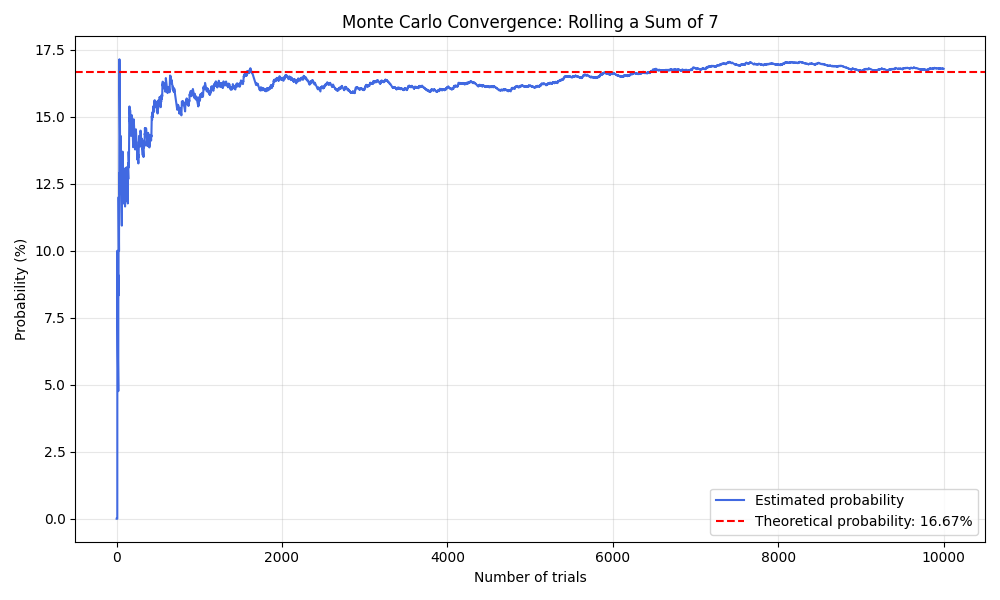 Monte Carlo Convergence: Rolling a Sum of 7
Probability (%)
17.5
15.0
12.5
10.0
7.5
5.0
2.5
0.0
Estimated probability
Theoretical probability: 16.67%
0 2000 4000 6000 8000 10000
Number of trials